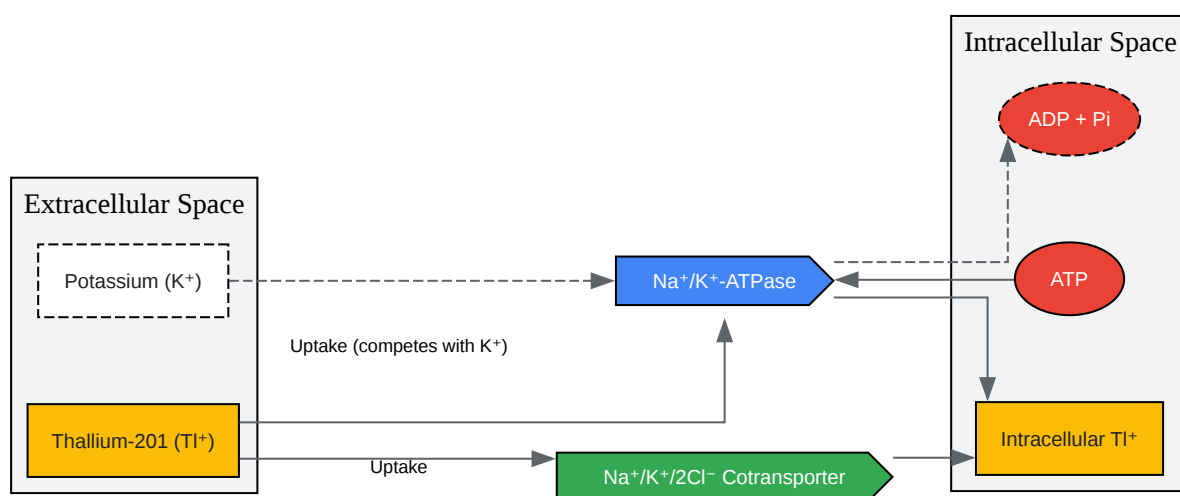 Intracellular Space
ADP + Pi
Extracellular Space
Potassium (K⁺)
Na⁺/K⁺-ATPase
ATP
Uptake (competes with K⁺)
Thallium-201 (Tl⁺)
Intracellular Tl⁺
Uptake
Na⁺/K⁺/2Cl⁻ Cotransporter